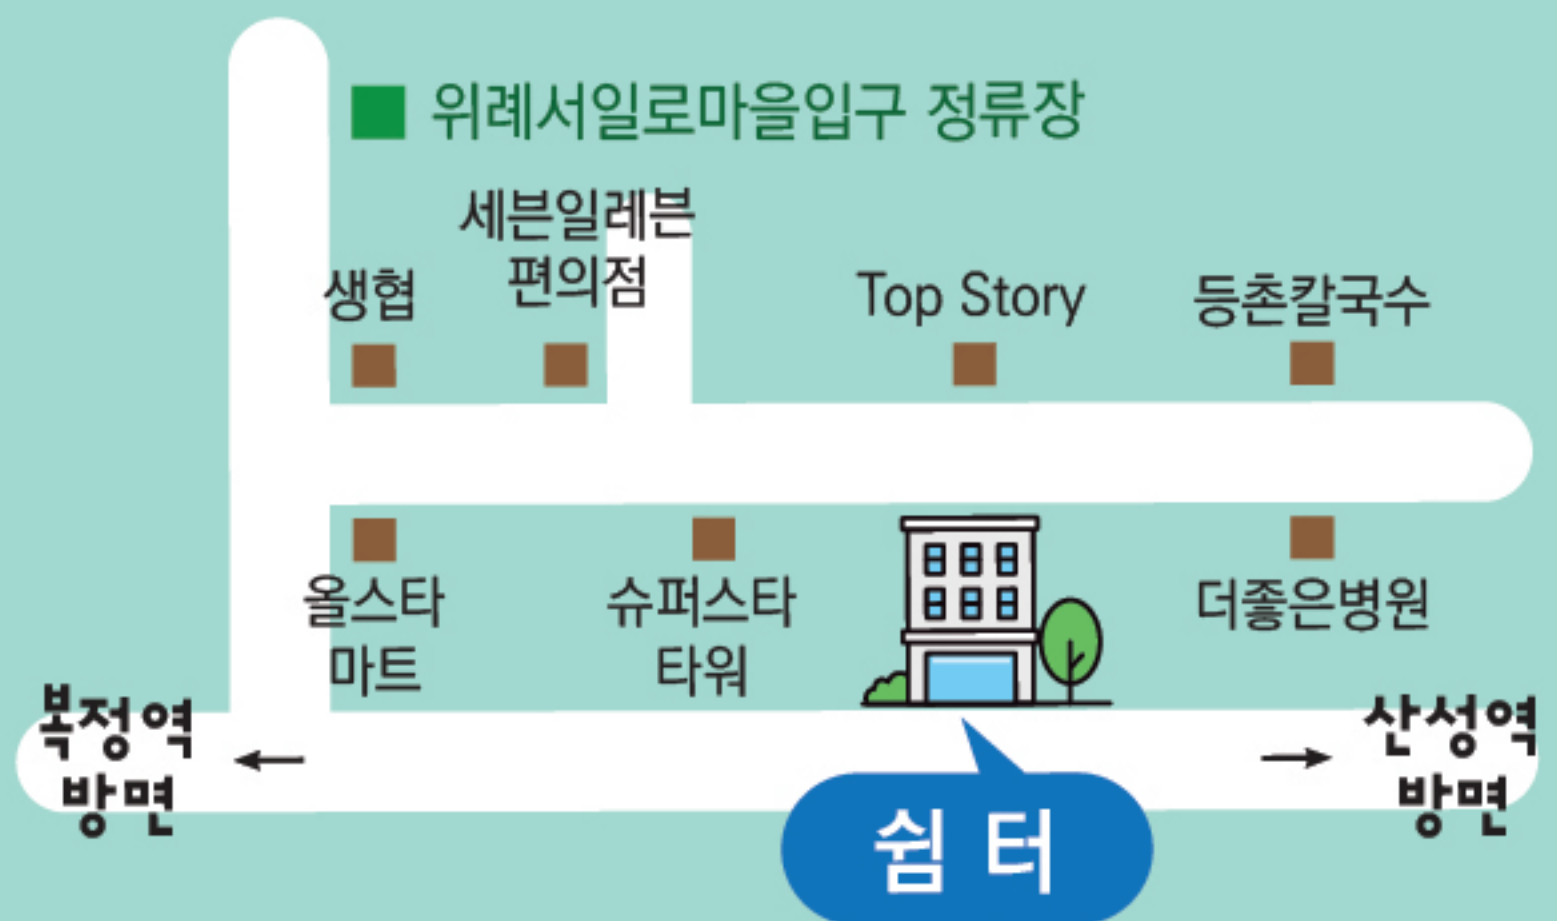 위례서일로마을입구 정류장
세븐일레븐
편의점
생협
Top Story
등촌칼국수
올스타
마트
슈퍼스타
타워
더좋은병원
복정역
방면
산성역
방면
쉼 터